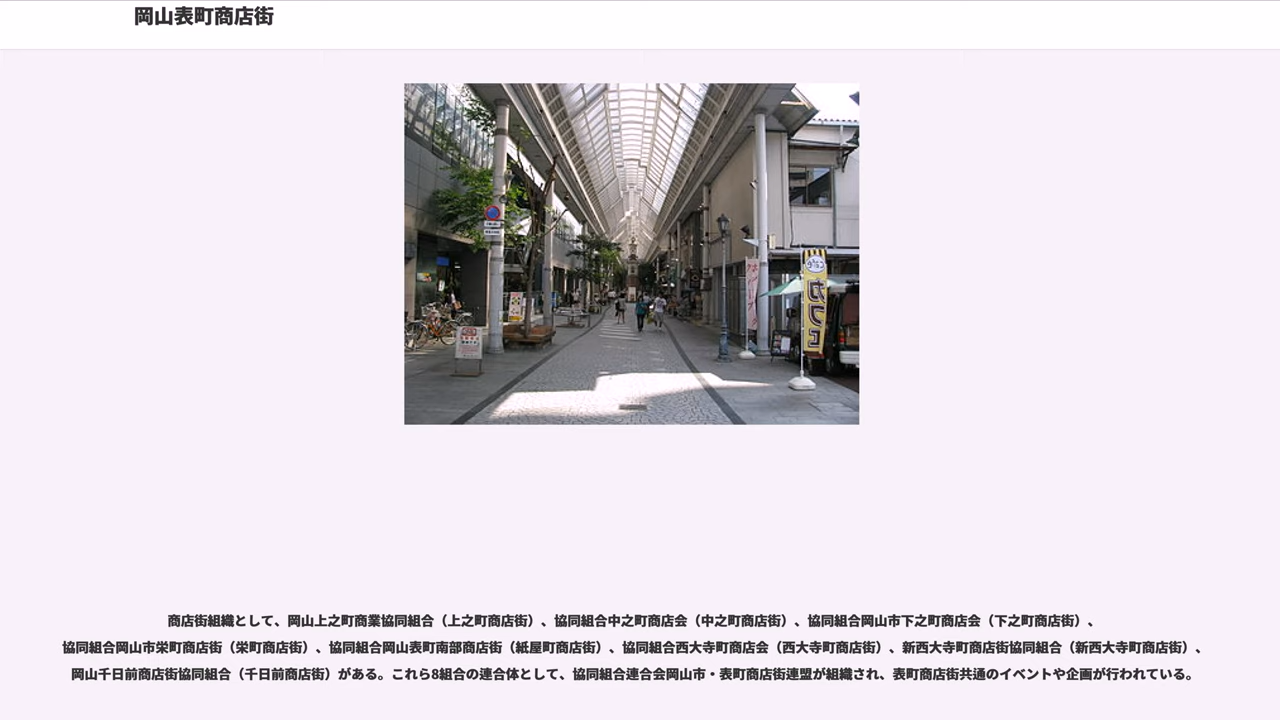 岡山表町商店街
カフェ
商店街組織として、岡山上之町商業協同組合（上之町商店街）、協同組合中之町商店会（中之町商店街）、協同組合岡山市下之町商店会（下之町商店街）、
協同組合岡山市栄町商店街（栄町商店街）、協同組合岡山表町南部商店街（紙屋町商店街）、協同組合西大寺町商店会（西大寺町商店街）、新西大寺町商店街協同組合（新西大寺町商店街）、
岡山千日前商店街協同組合（千日前商店街）がある。これら8組合の連合体として、協同組合連合会岡山市・表町商店街連盟が組織され、表町商店街共通のイベントや企画が行われている。